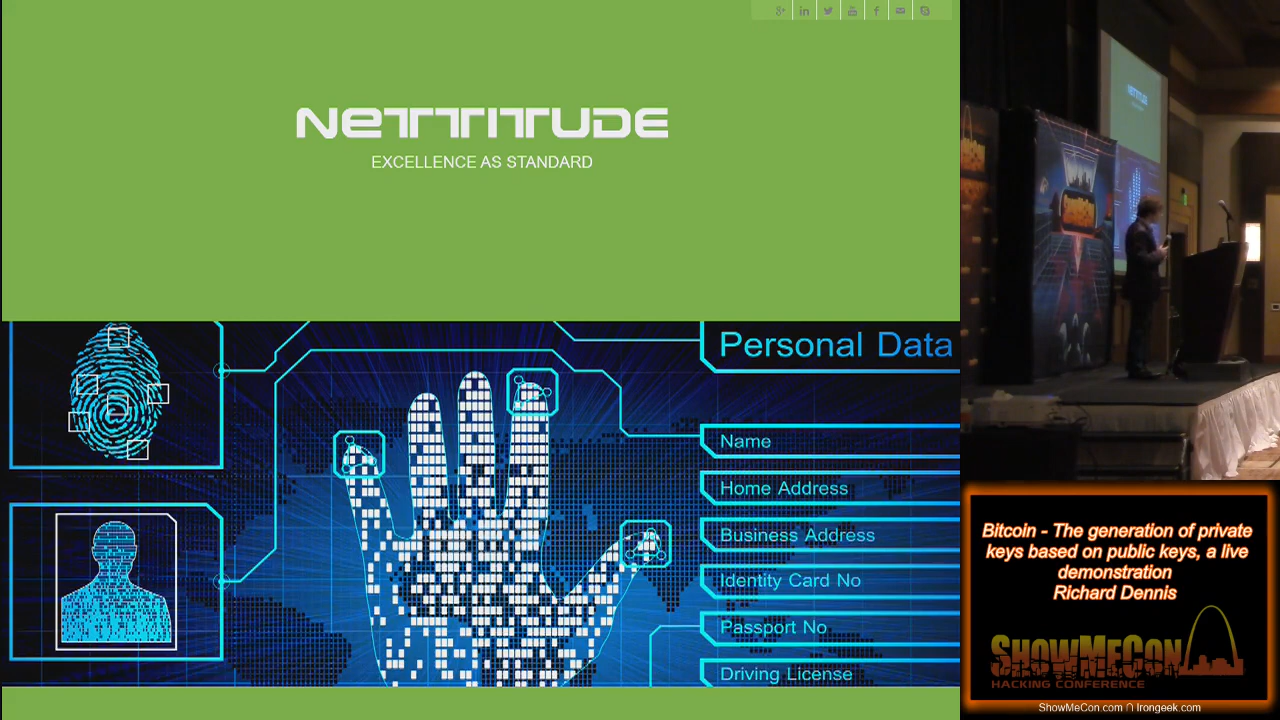 NETTITUDE
EXCELLENCE AS STANDARD
Personal Data
Name
Home Address
Business Address
Identity Card No
Passport No
Driving License
Bitcoin - The generation of private
keys based on public keys, a live
demonstration
Richard Dennis
ShowMeCon
HACKING CONFERENCE
ShowMeCon.com ∩ Irongeek.com